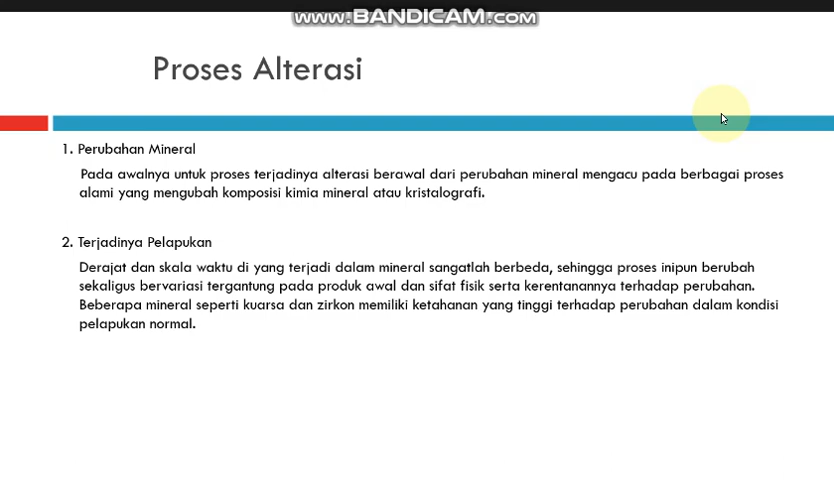 www.BANDICAM.com
Proses Alterasi
1. Perubahan Mineral
Pada awalnya untuk proses terjadinya alterasi berawal dari perubahan mineral mengacu pada berbagai proses
alami yang mengubah komposisi kimia mineral atau kristalografi.
2. Terjadinya Pelapukan
Derajat dan skala waktu di yang terjadi dalam mineral sangatlah berbeda, sehingga proses inipun berubah
sekaligus bervariasi tergantung pada produk awal dan sifat fisik serta kerentanannya terhadap perubahan.
Beberapa mineral seperti kuarsa dan zirkon memiliki ketahanan yang tinggi terhadap perubahan dalam kondisi
pelapukan normal.